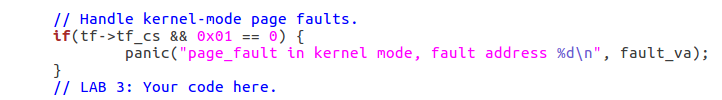 // Handle kernel-mode page faults.
if(tf->tf_cs && 0x01 == 0) {
panic("page_fault in kernel mode, fault address %d\n", fault_va);
}
// LAB 3: Your code here.